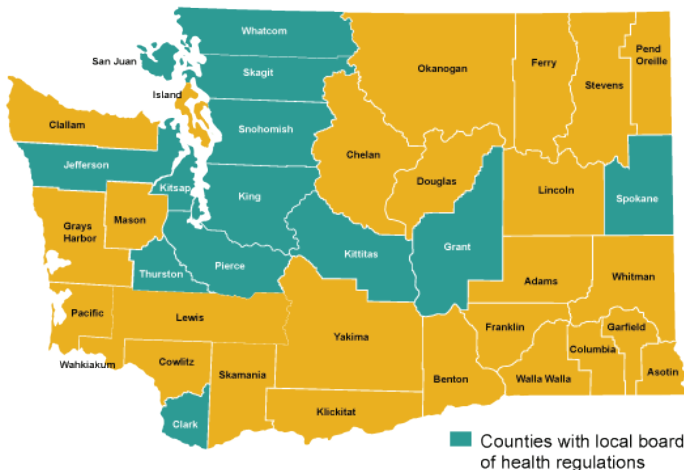 Whatcom
San Juan
Skagit
Island
Okanogan
Ferry
Stevens
Pend
Oreille
Clallam
Snohomish
Jefferson
Chelan
Kitsap
King
Douglas
Lincoln
Spokane
Grays
Harbor
Mason
Kittitas
Grant
Thurston
Pierce
Adams
Whitman
Pacific
Lewis
Yakima
Franklin
Garfield
Columbia
Wahkiakum
Cowlitz
Skamania
Benton
Walla Walla
Asotin
Klickitat
Clark
Counties with local board
of health regulations